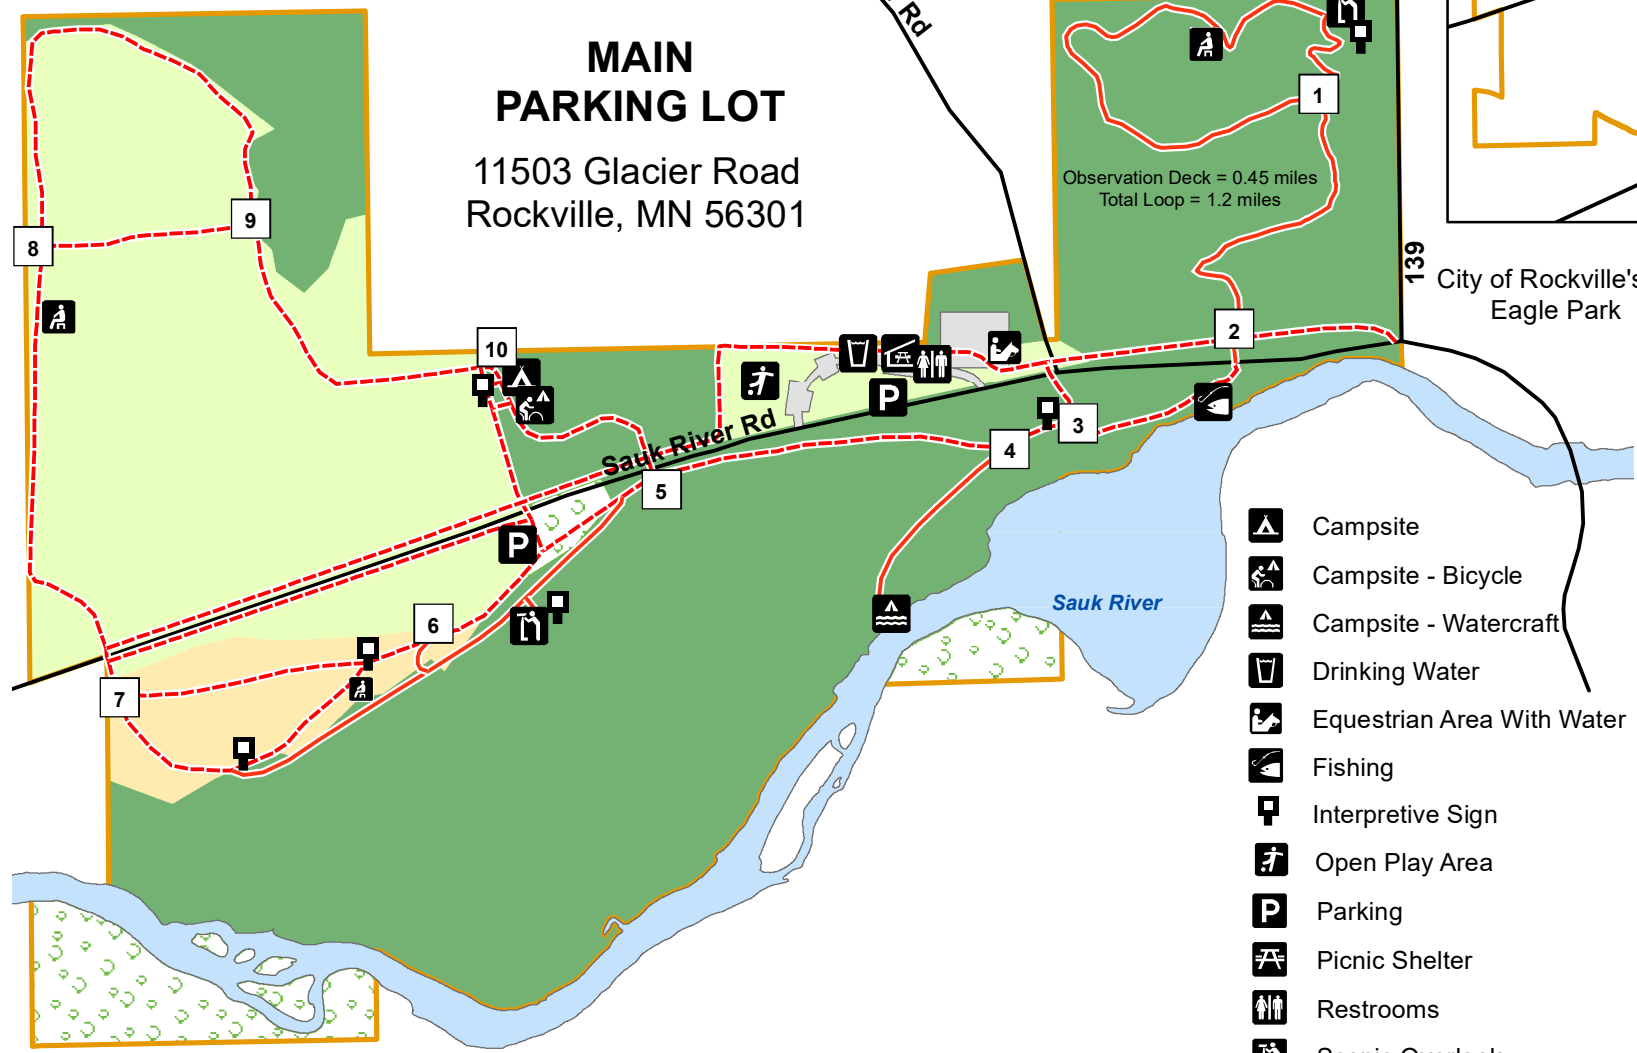 Rd
MAIN
PARKING LOT
11503 Glacier Road
Rockville, MN 56301
1
Observation Deck = 0.45 miles
Total Loop = 1.2 miles
139
City of Rockville's
Eagle Park
9
8
2
10
3
4
Sauk River Rd
5
P
P
6
7
Sauk River
Campsite
Campsite - Bicycle
Campsite - Watercraft
Drinking Water
Equestrian Area With Water
Fishing
Interpretive Sign
Open Play Area
P Parking
Picnic Shelter
Restrooms
Scenic Overlook